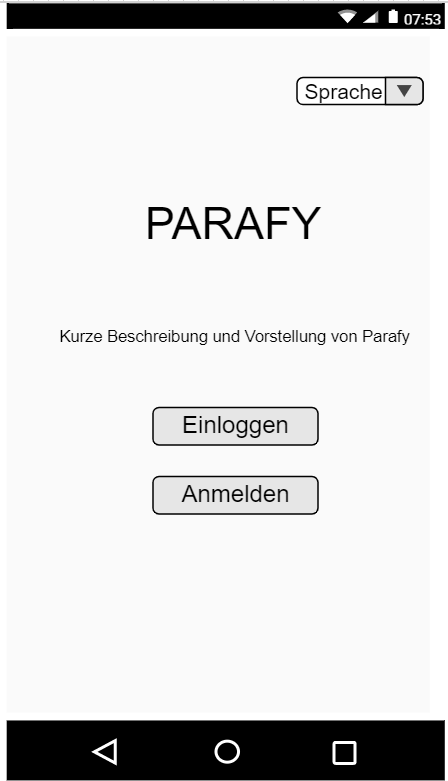 07:53
Sprache
PARAFY
Kurze Beschreibung und Vorstellung von Parafy
Einloggen
Anmelden